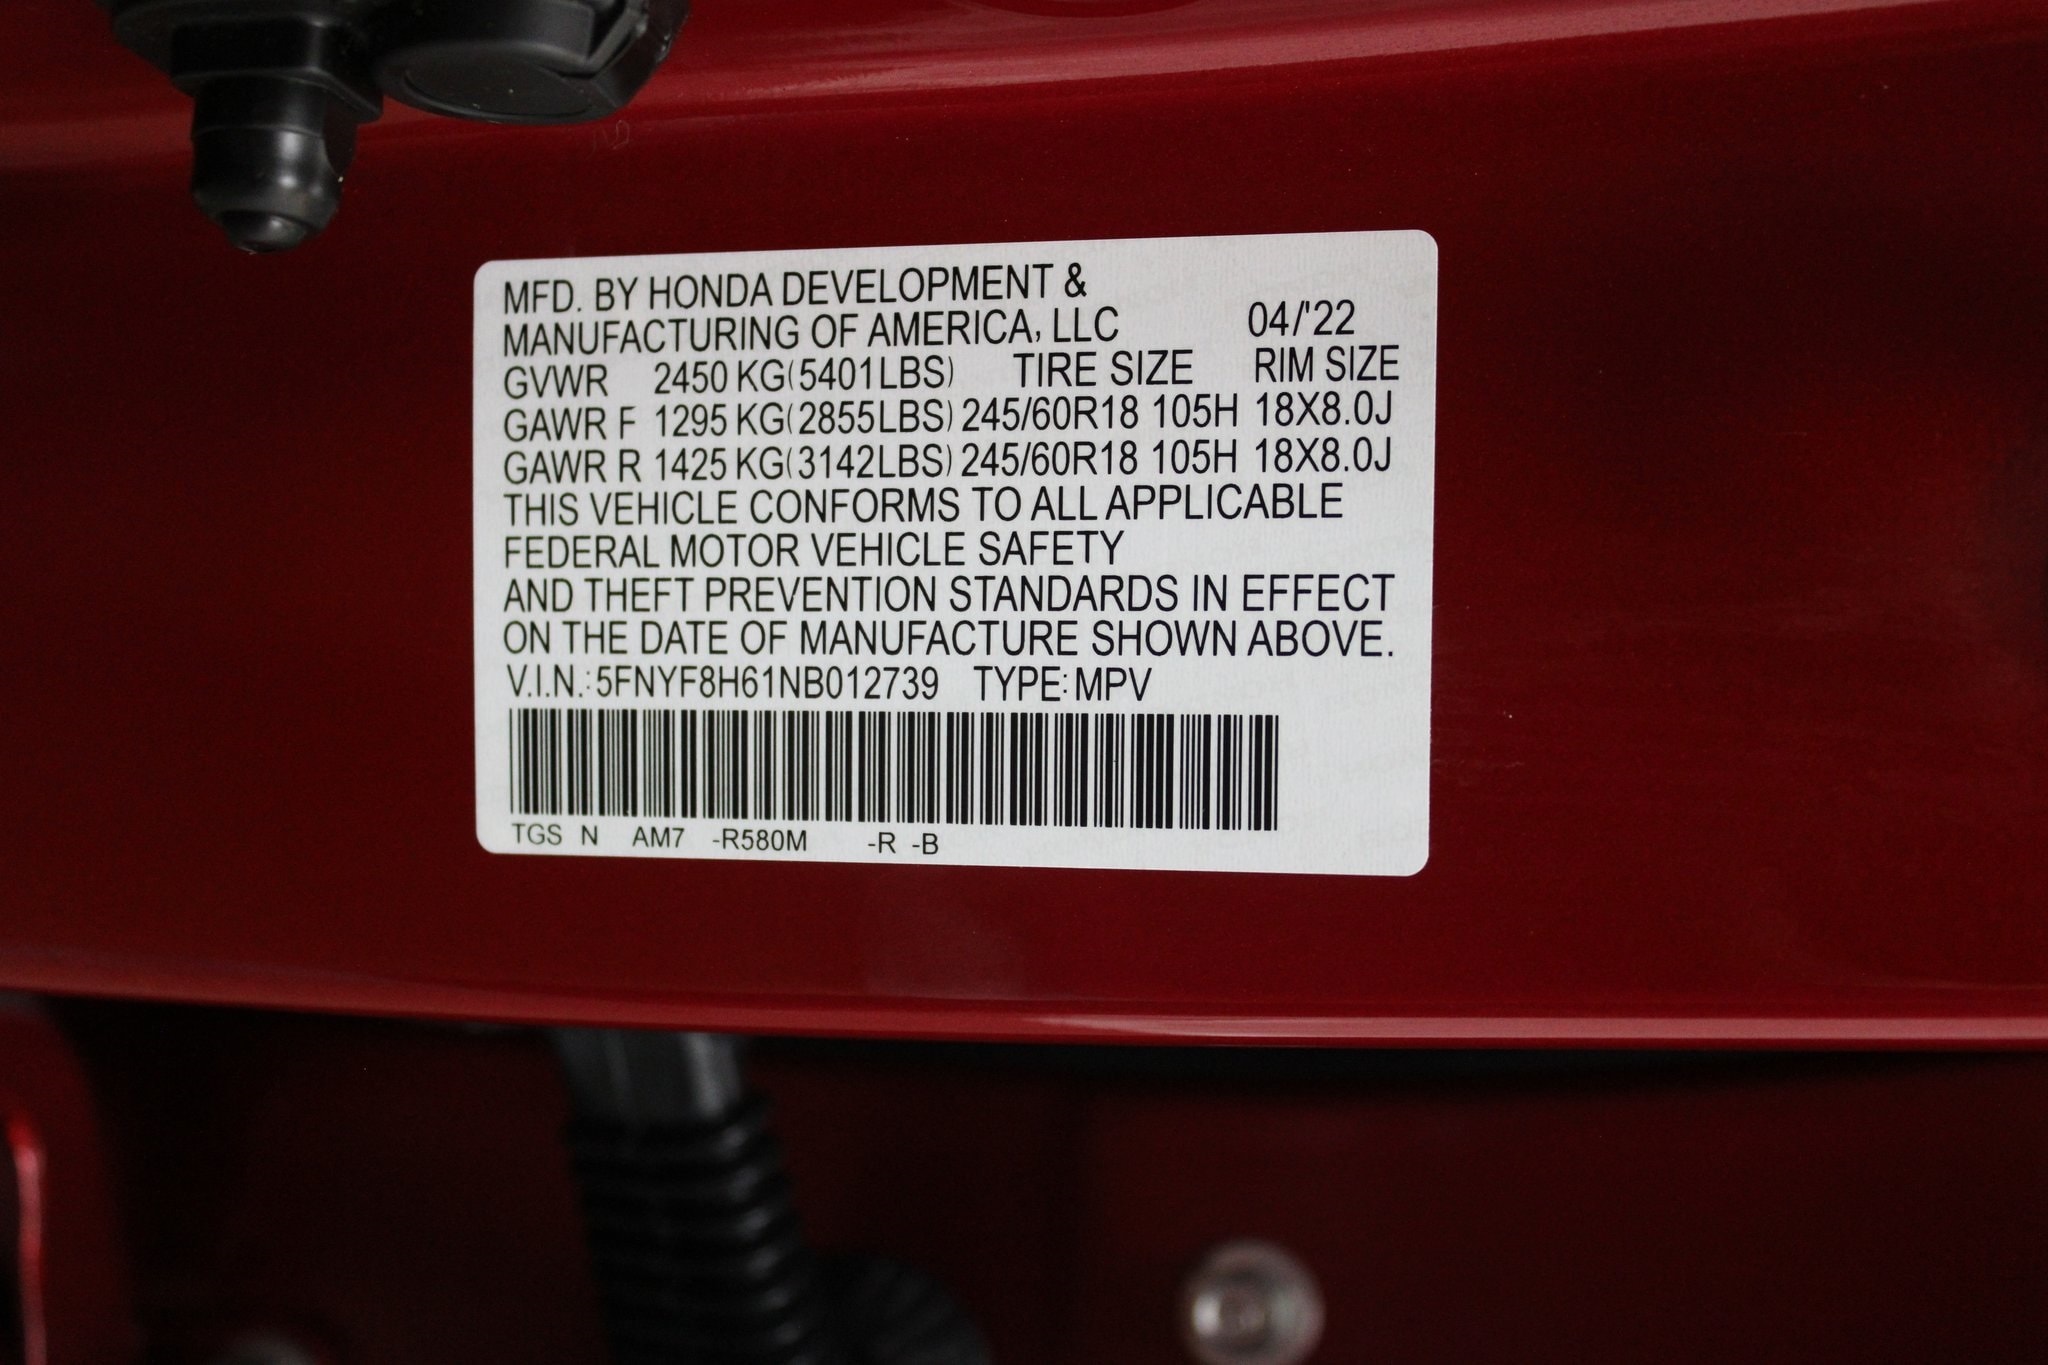 MFD. BY HONDA DEVELOPMENT &
MANUFACTURING OF AMERICA, LLC 04/'22
GVWR 2450 KG(5401LBS) TIRE SIZE RIM SIZE
GAWR F 1295 KG(2855LBS) 245/60R18 105H 18X8.0J
GAWR R 1425 KG(3142LBS) 245/60R18 105H 18X8.0J
THIS VEHICLE CONFORMS TO ALL APPLICABLE
FEDERAL MOTOR VEHICLE SAFETY
AND THEFT PREVENTION STANDARDS IN EFFECT
ON THE DATE OF MANUFACTURE SHOWN ABOVE.
V.I.N.: 5FNYF8H61NB012739 TYPE: MPV
TGS N AM7 -R580M -R -B